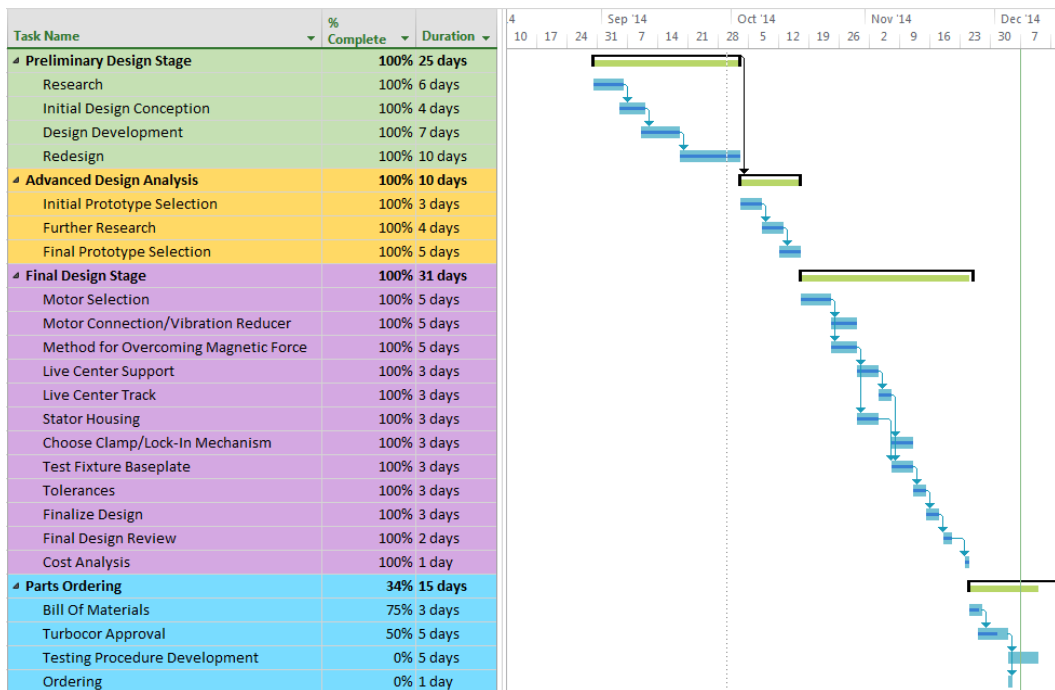 4 Sep '14 Oct '14 Nov '14 Dec '14
Task Name % Complete Duration 10 17 24 31 7 14 21 28 5 12 19 26 2 9 16 23 30 7
Preliminary Design Stage 100% 25 days
Research 100% 6 days
Initial Design Conception 100% 4 days
Design Development 100% 7 days
Redesign 100% 10 days
Advanced Design Analysis 100% 10 days
Initial Prototype Selection 100% 3 days
Further Research 100% 4 days
Final Prototype Selection 100% 5 days
Final Design Stage 100% 31 days
Motor Selection 100% 5 days
Motor Connection/Vibration Reducer 100% 5 days
Method for Overcoming Magnetic Force 100% 5 days
Live Center Support 100% 3 days
Live Center Track 100% 3 days
Stator Housing 100% 3 days
Choose Clamp/Lock-In Mechanism 100% 3 days
Test Fixture Baseplate 100% 3 days
Tolerances 100% 3 days
Finalize Design 100% 3 days
Final Design Review 100% 2 days
Cost Analysis 100% 1 day
Parts Ordering 34% 15 days
Bill Of Materials 75% 3 days
Turbocor Approval 50% 5 days
Testing Procedure Development 0% 5 days
Ordering 0% 1 day